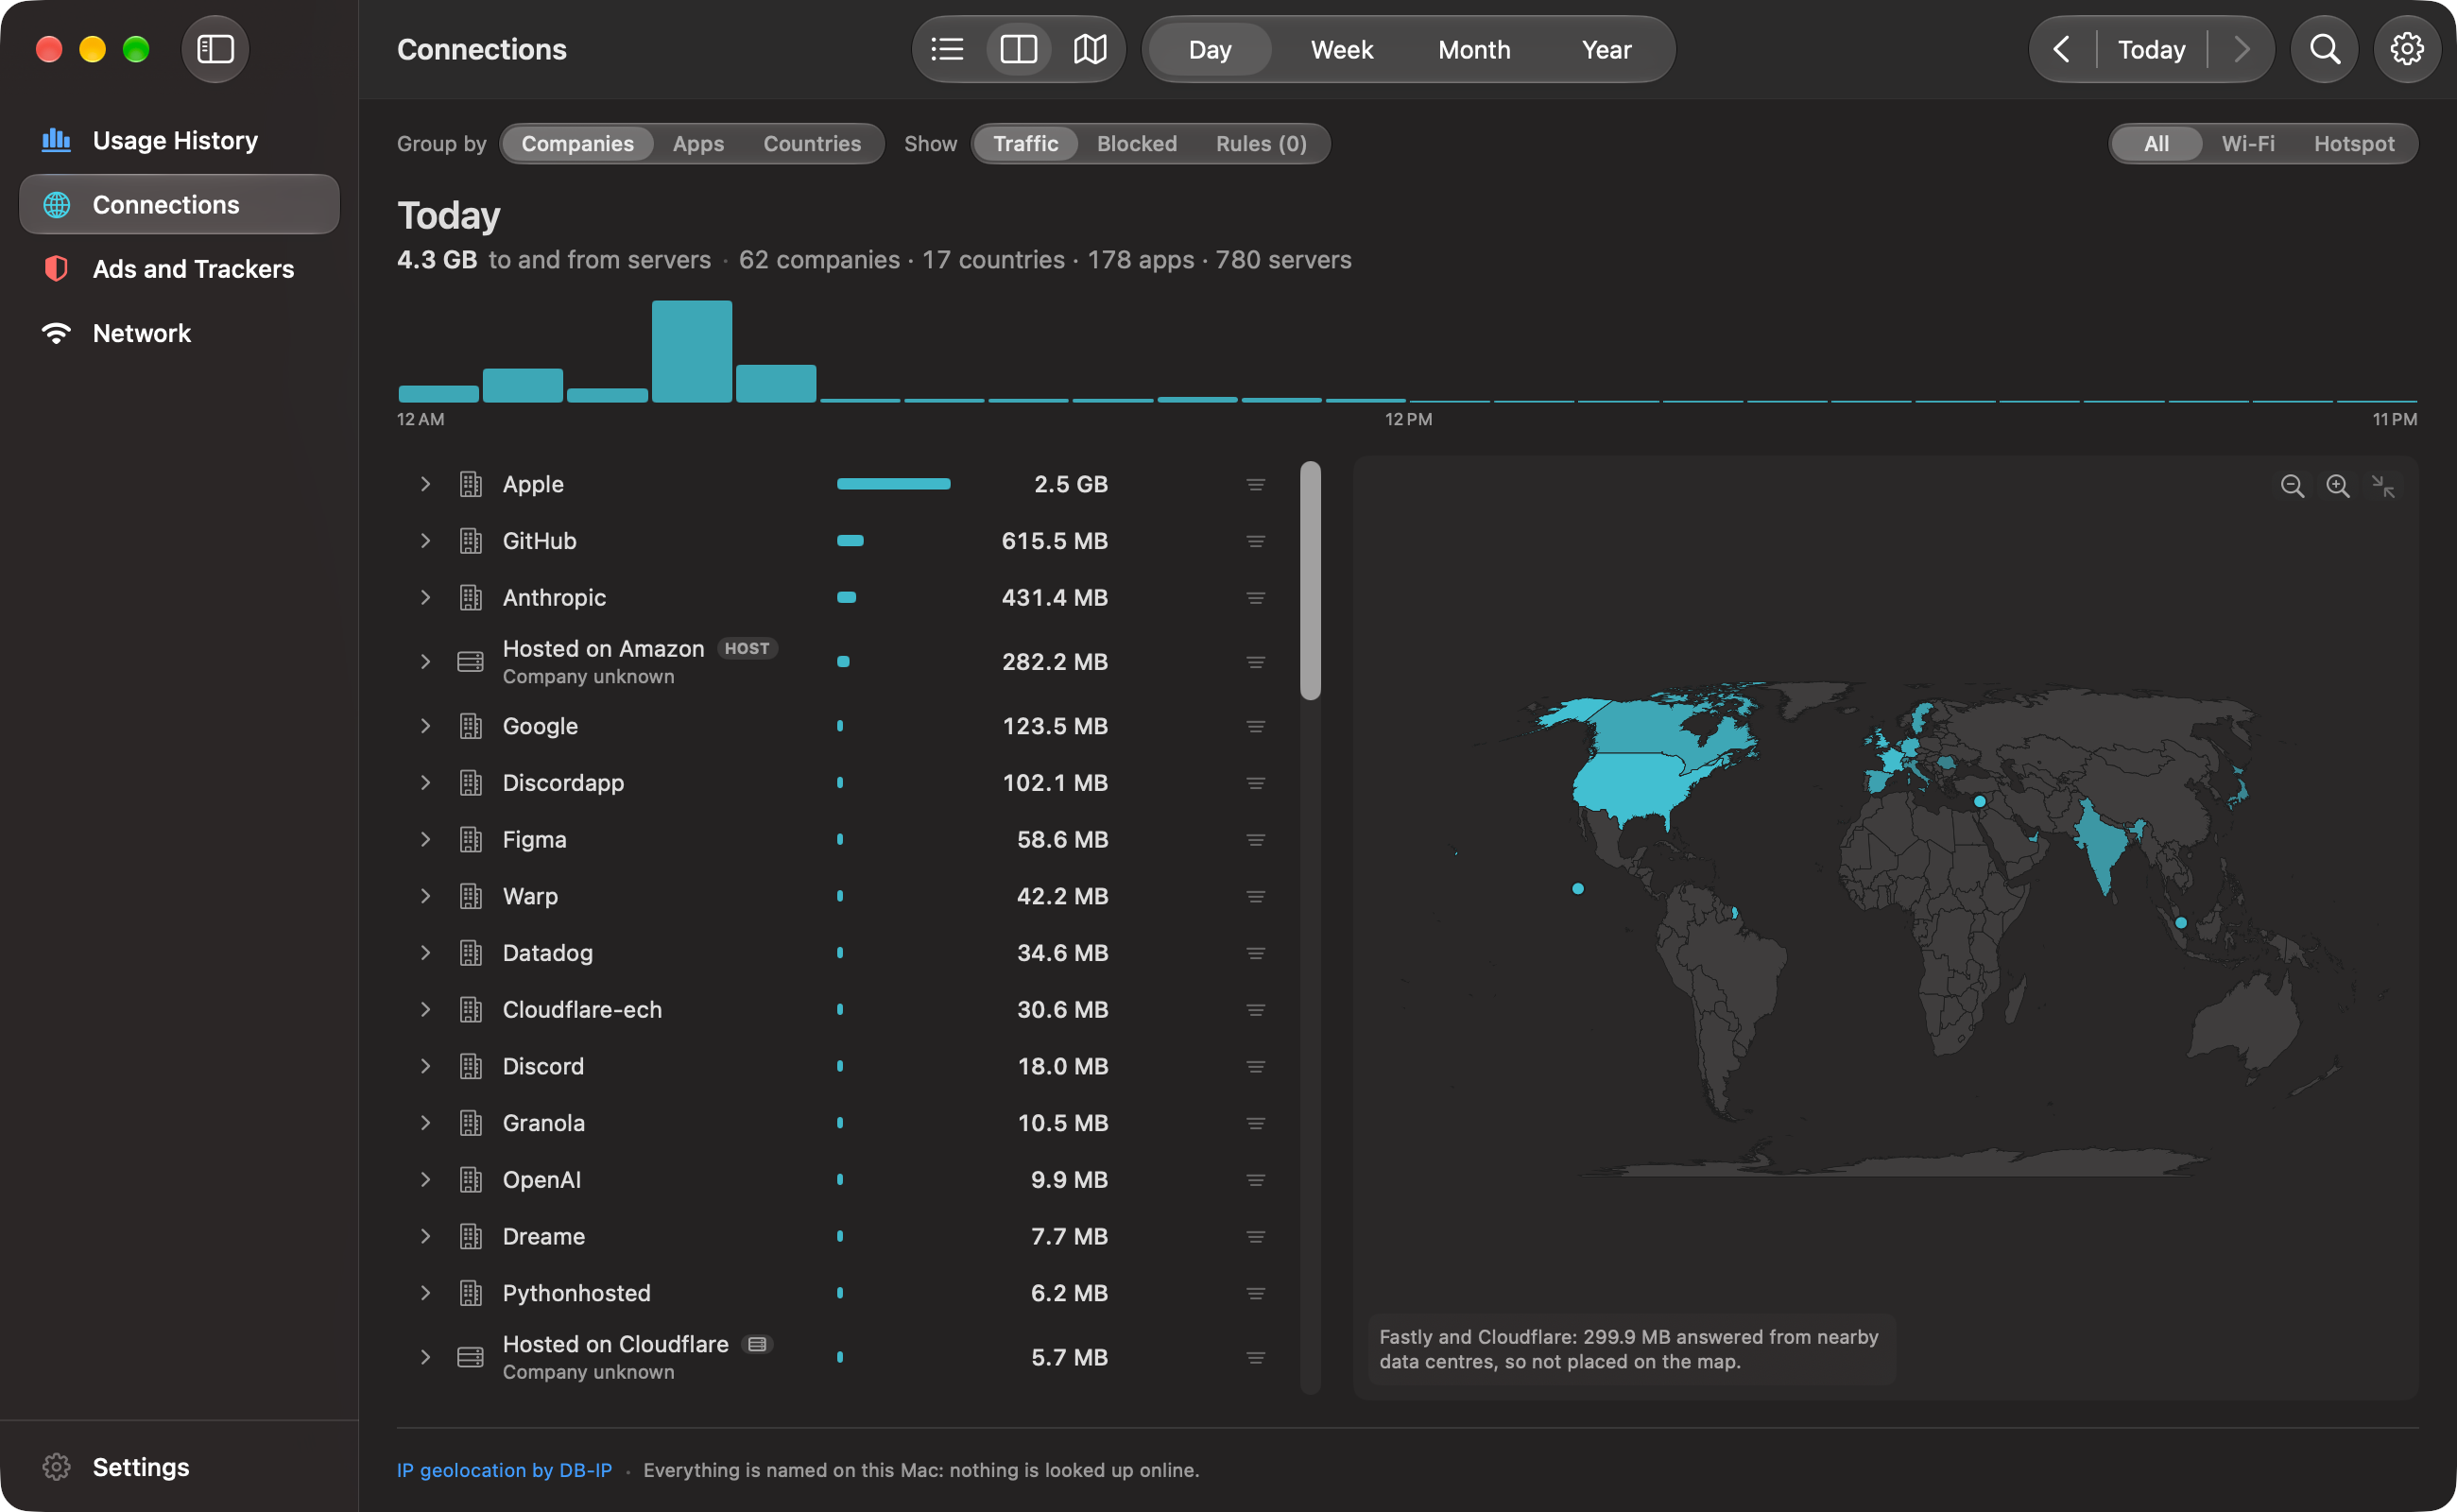 Connections
Day Week Month Year
Today
Usage History
Connections
Ads and Trackers
Network
Settings
Group by Companies Apps Countries Show Traffic Blocked Rules (0)
All Wi-Fi Hotspot
Today
4.3 GB to and from servers · 62 companies · 17 countries · 178 apps · 780 servers
12 AM 12 PM 11 PM
Apple 2.5 GB
GitHub 615.5 MB
Anthropic 431.4 MB
Hosted on Amazon HOST 282.2 MB
Company unknown
Google 123.5 MB
Discordapp 102.1 MB
Figma 58.6 MB
Warp 42.2 MB
Datadog 34.6 MB
Cloudflare-ech 30.6 MB
Discord 18.0 MB
Granola 10.5 MB
OpenAI 9.9 MB
Dreame 7.7 MB
Pythonhosted 6.2 MB
Hosted on Cloudflare 5.7 MB
Company unknown
Fastly and Cloudflare: 299.9 MB answered from nearby
data centres, so not placed on the map.
IP geolocation by DB-IP · Everything is named on this Mac: nothing is looked up online.